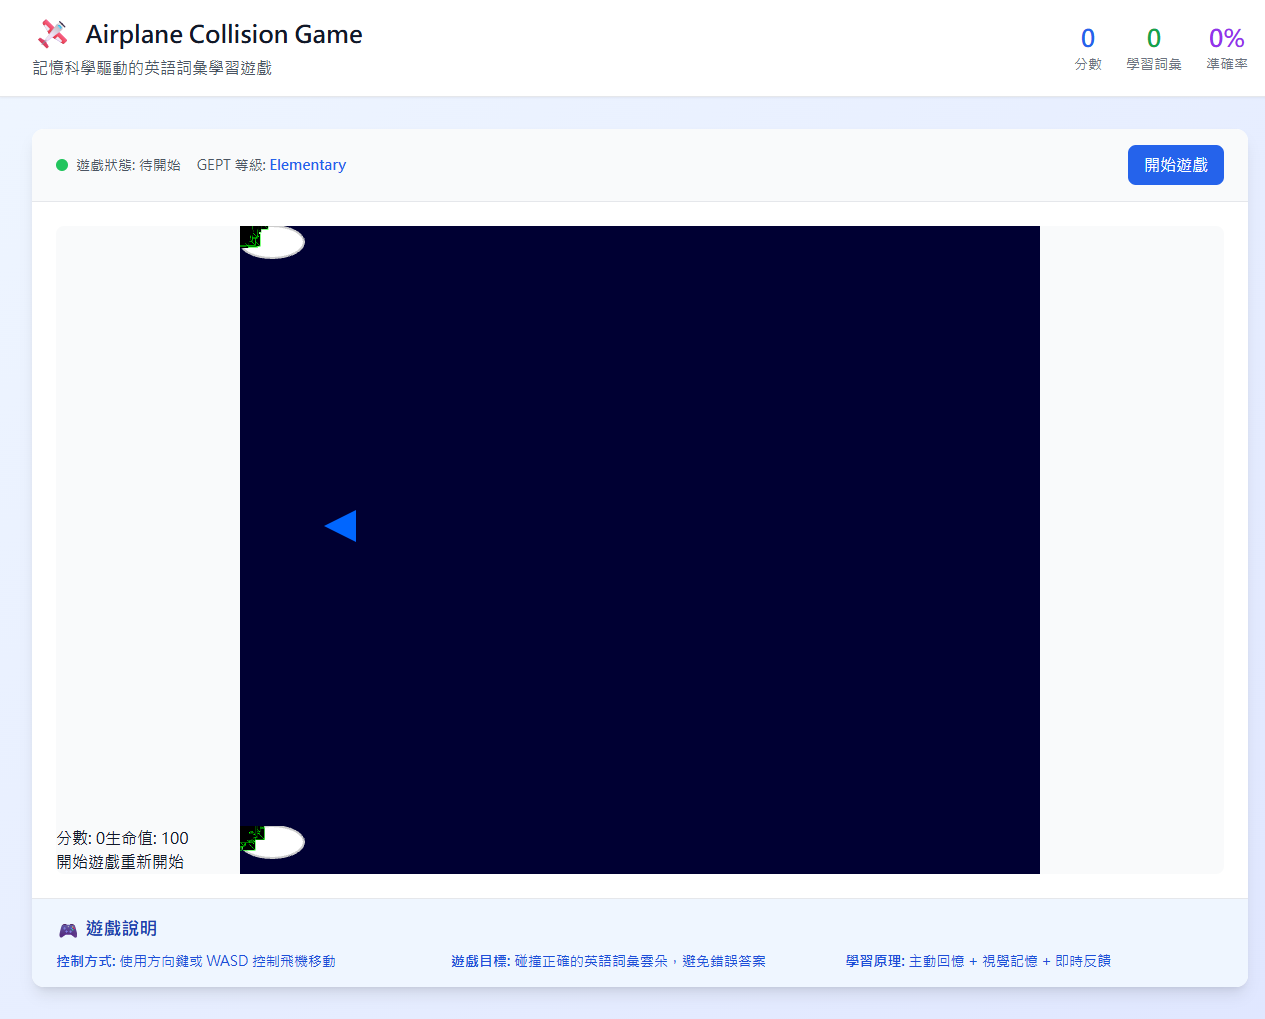 Airplane Collision Game
記憶科學驅動的英語詞彙學習遊戲
0
分數
0
學習詞彙
0%
準確率
遊戲狀態: 待開始
GEPT 等級: Elementary
開始遊戲
分數: 0生命值: 100
開始遊戲重新開始
遊戲說明
控制方式: 使用方向鍵或 WASD 控制飛機移動
遊戲目標: 碰撞正確的英語詞彙雲朵，避免錯誤答案
學習原理: 主動回憶 + 視覺記憶 + 即時反饋